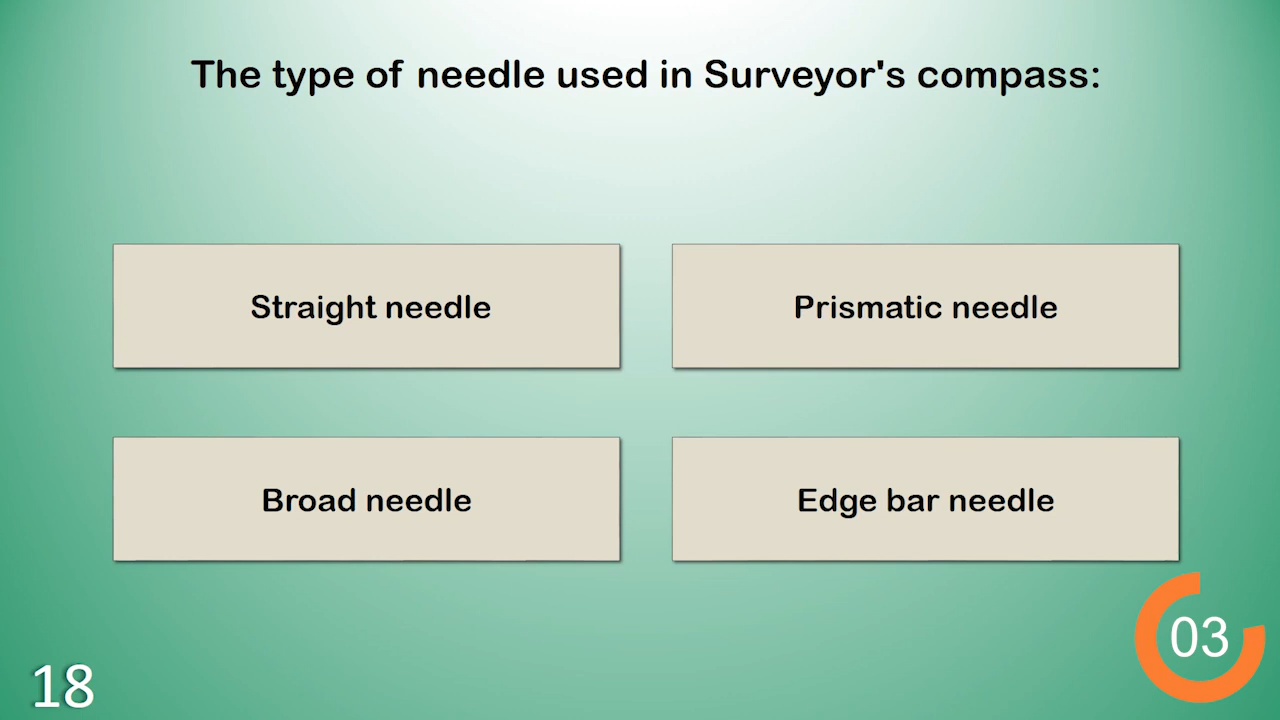 The type of needle used in Surveyor's compass:
Straight needle
Prismatic needle
Broad needle
Edge bar needle
03
18